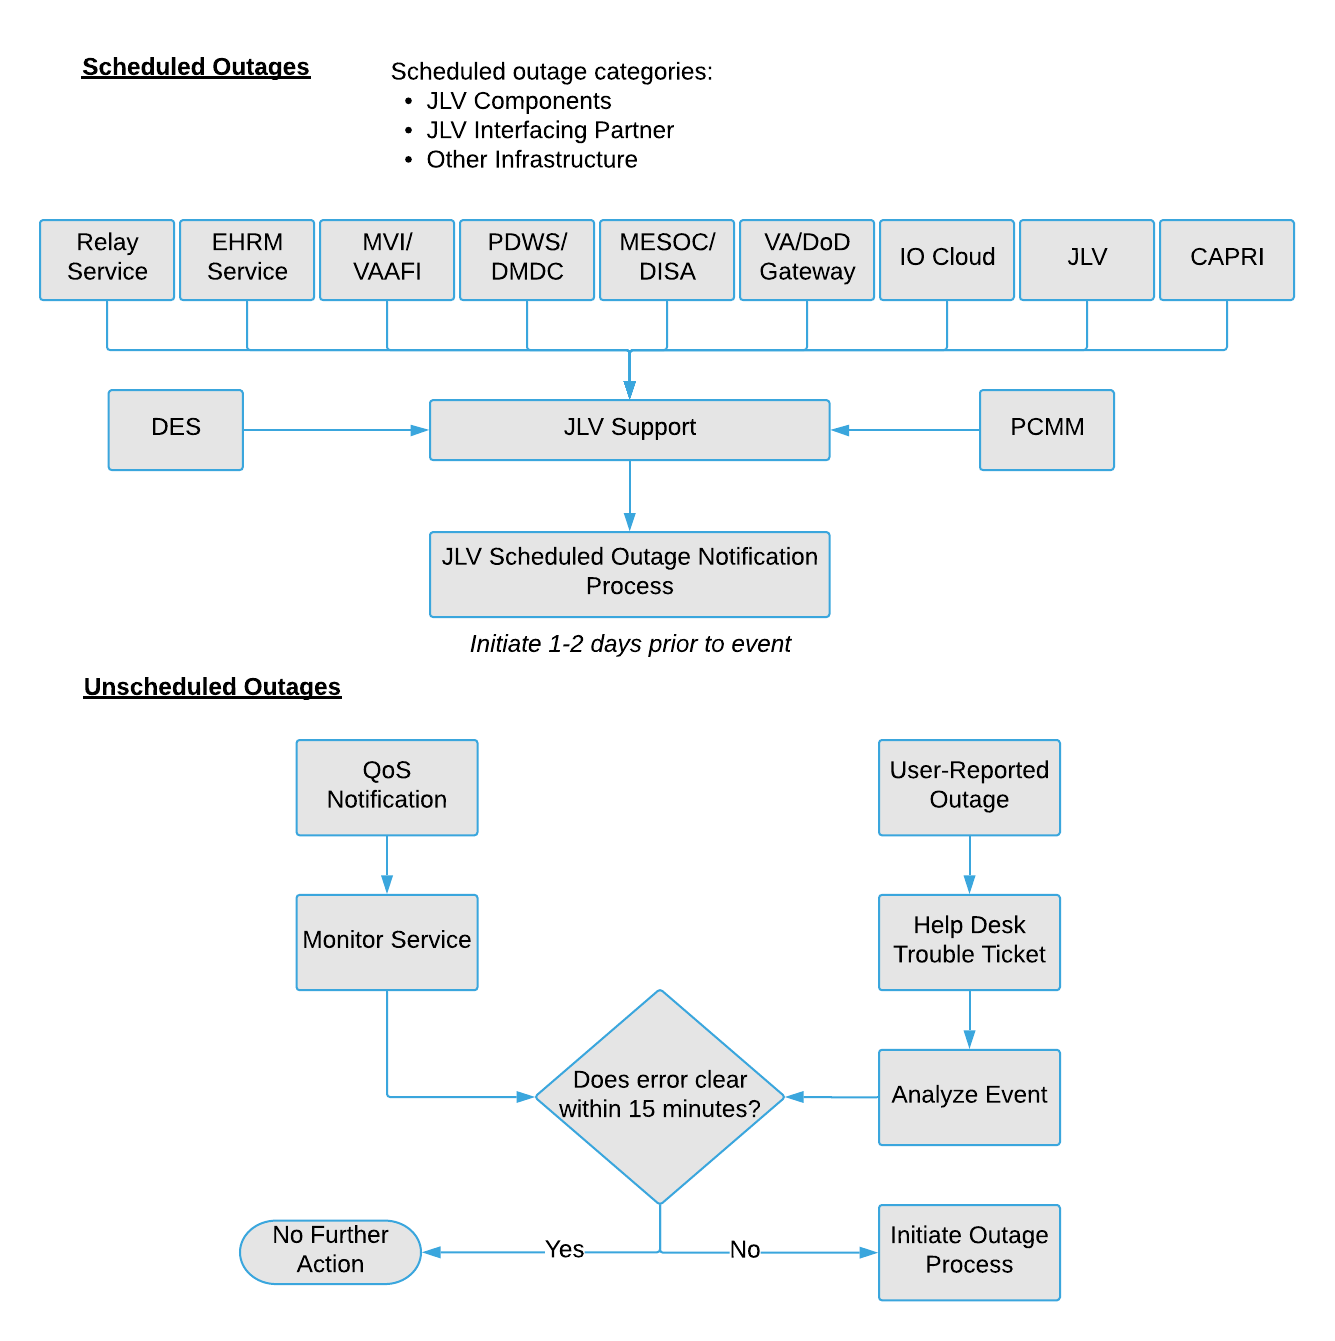 Scheduled Outages
Scheduled outage categories:
• JLV Components
• JLV Interfacing Partner
• Other Infrastructure
Relay
Service
EHRM
Service
MVI/
VAAFI
PDWS/
DMDC
MESOC/
DISA
VA/DoD
Gateway
IO Cloud
JLV
CAPRI
DES
JLV Support
PCMM
JLV Scheduled Outage Notification
Process
Initiate 1-2 days prior to event
Unscheduled Outages
QoS
Notification
User-Reported
Outage
Monitor Service
Help Desk
Trouble Ticket
Does error clear
within 15 minutes?
Analyze Event
No Further
Action
Yes
No
Initiate Outage
Process